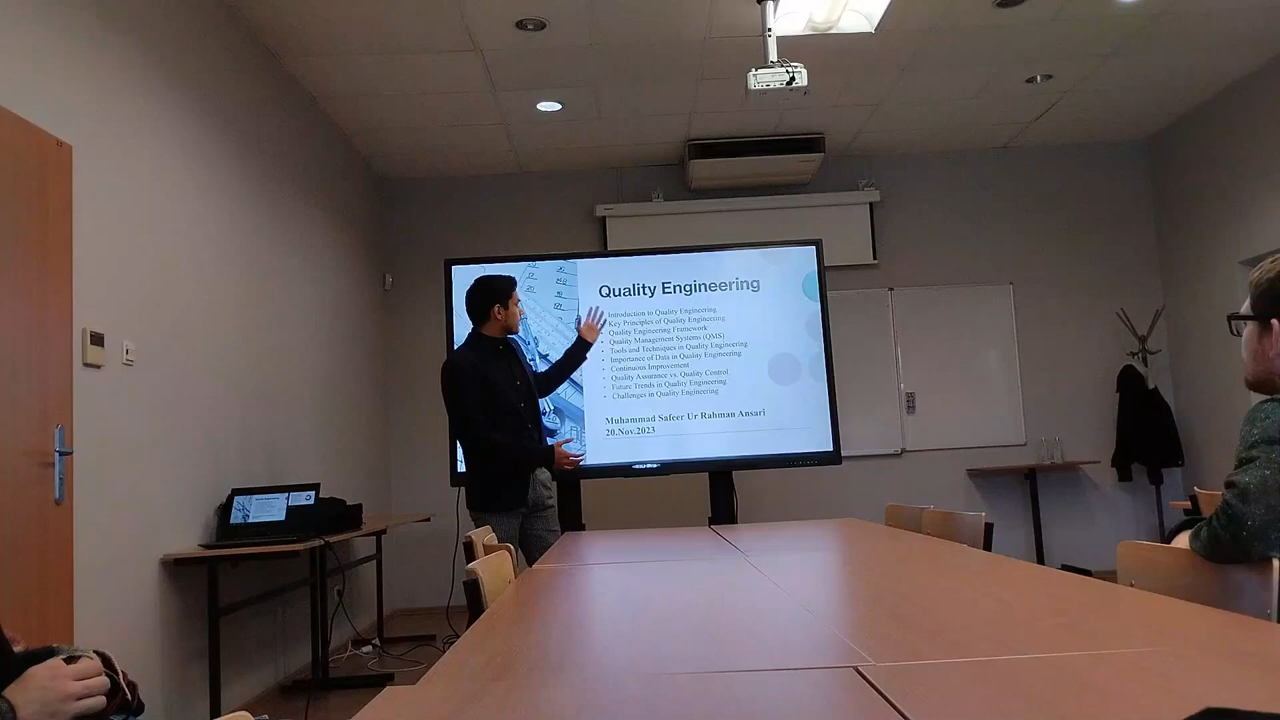 Quality Engineering
• Introduction to Quality Engineering
• Key Principles of Quality Engineering
• Quality Engineering Framework
• Quality Management Systems (QMS)
• Tools and Techniques in Quality Engineering
• Importance of Data in Quality Engineering
• Continuous Improvement
• Quality Assurance vs. Quality Control
• Future Trends in Quality Engineering
• Challenges in Quality Engineering
Muhammad Safeer Ur Rahman Ansari
20.Nov.2023